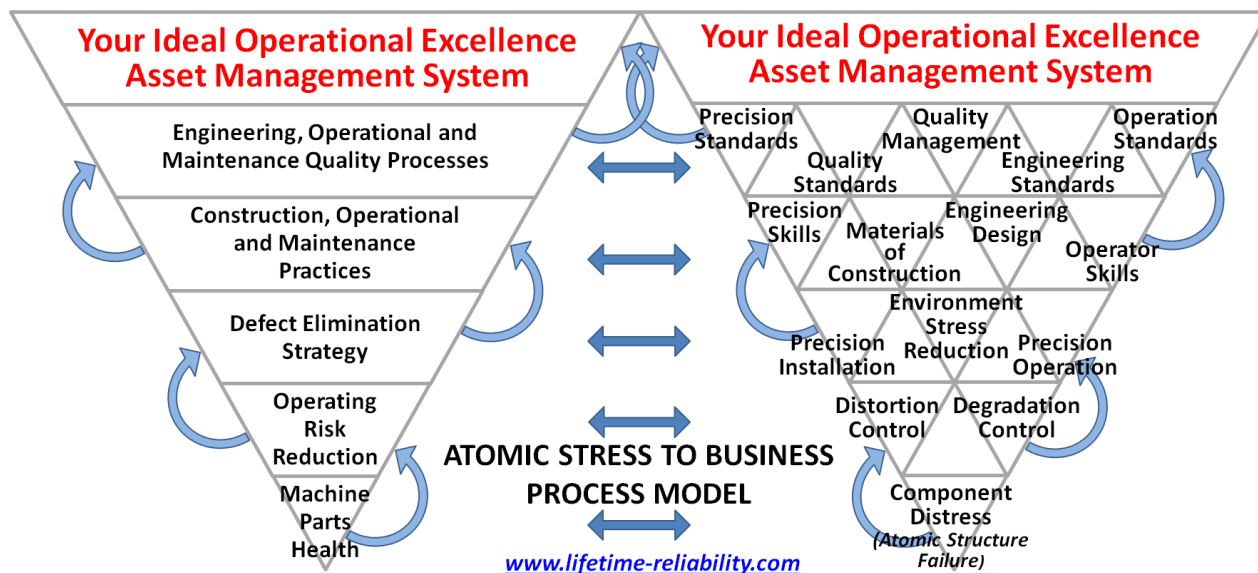 Your Ideal Operational Excellence
Asset Management System
Engineering, Operational and
Maintenance Quality Processes
Construction, Operational
and Maintenance
Practices
Defect Elimination
Strategy
Operating
Risk
Reduction
Machine
Parts
Health
ATOMIC STRESS TO BUSINESS
PROCESS MODEL
www.lifetime-reliability.com
Your Ideal Operational Excellence
Asset Management System
Precision
Standards
Quality
Standards
Quality
Management
Engineering
Standards
Operation
Standards
Precision
Skills
Materials
of
Construction
Engineering
Design
Operator
Skills
Precision
Installation
Environment
Stress
Reduction
Precision
Operation
Distortion
Control
Degradation
Control
Component
Distress
(Atomic Structure
Failure)